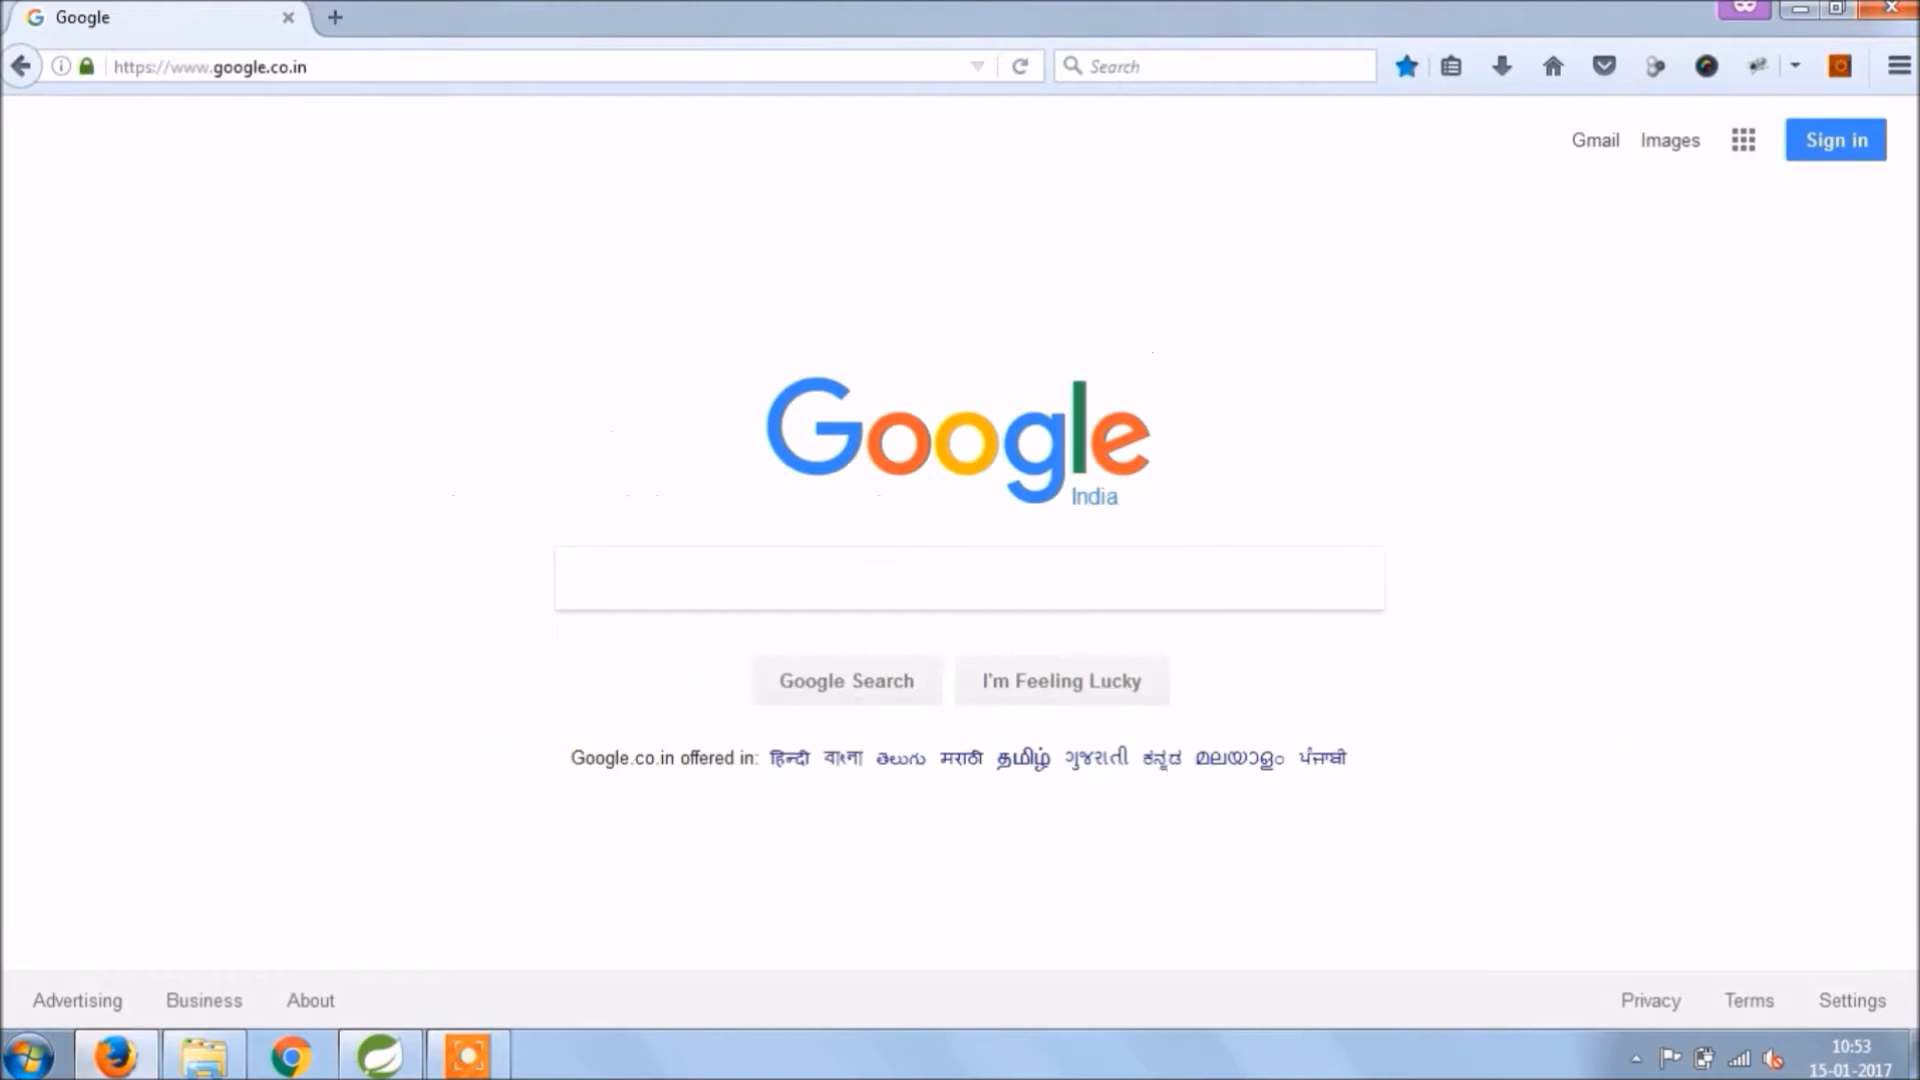 Google
https://www.google.co.in
Search
Gmail Images Sign in
Google
India
Google Search I'm Feeling Lucky
Google.co.in offered in: हिन्दी বাংলা తెలుగు मराठी தமிழ் ગુજરાતી ಕನ್ನಡ മലയാളം ਪੰਜਾਬੀ
Advertising Business About Privacy Terms Settings
10:53
15-01-2017